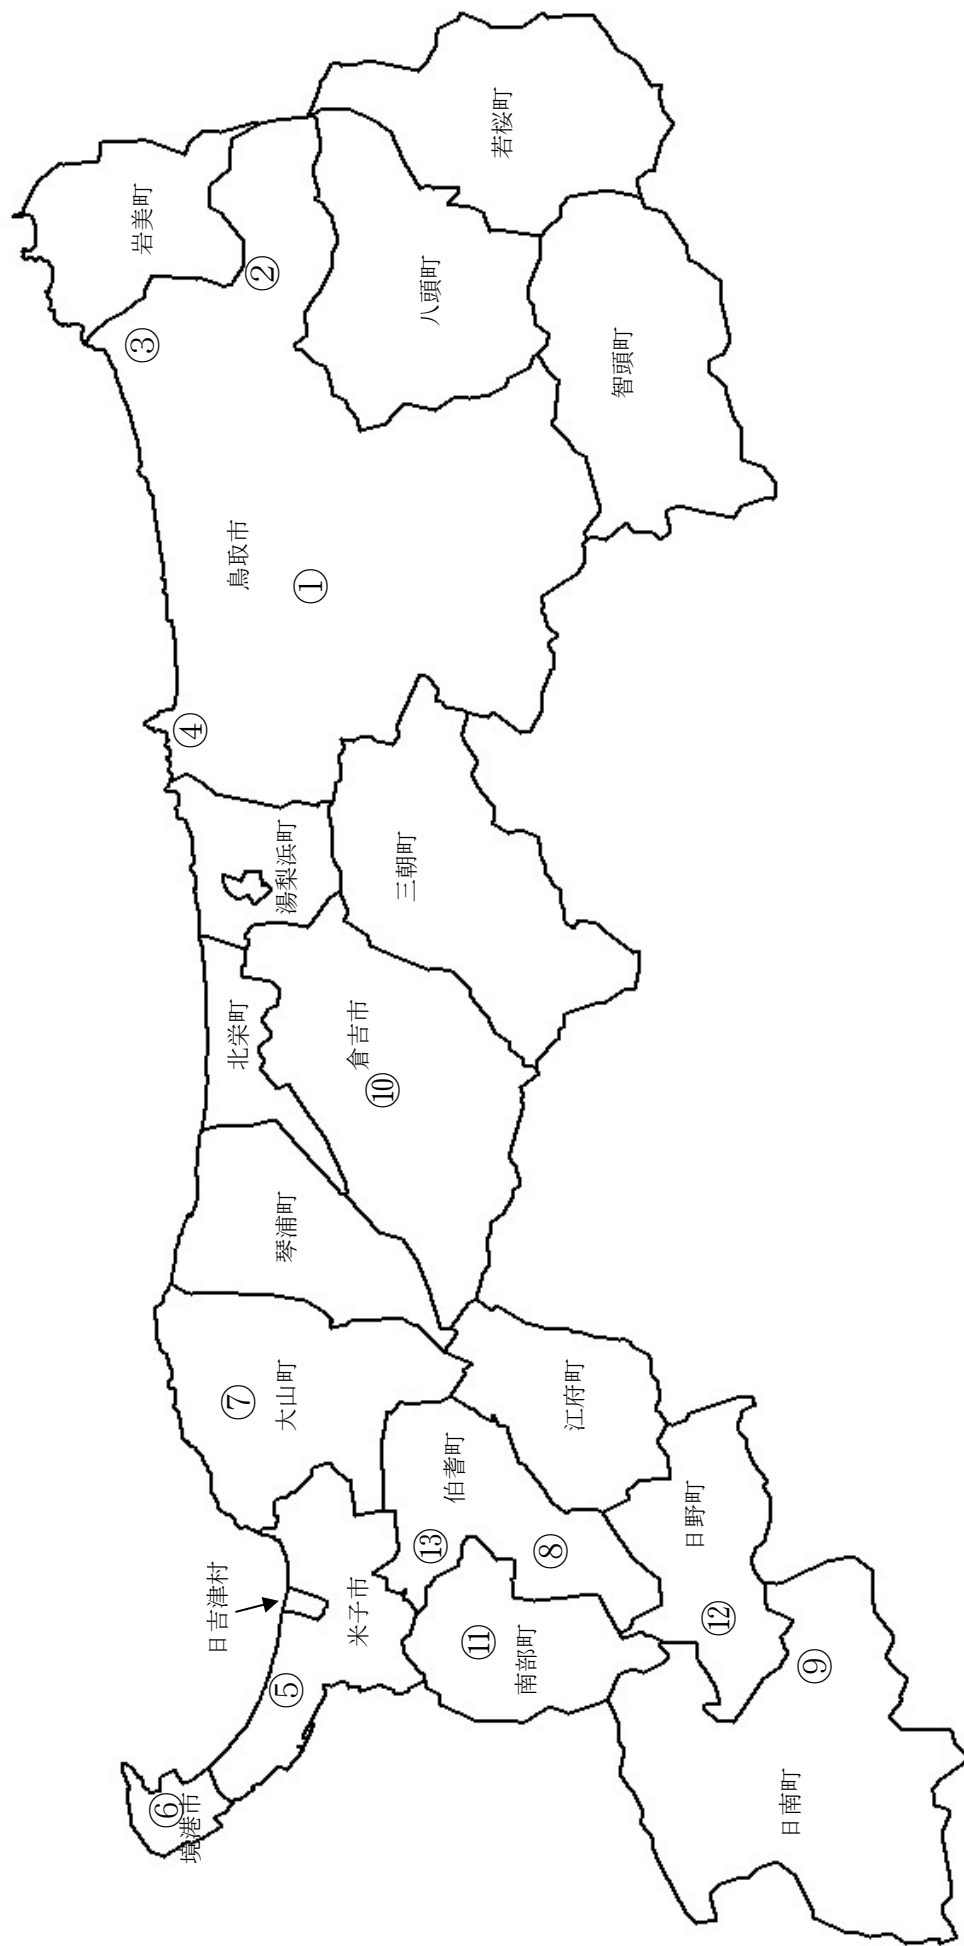 ③
岩美町
⑥
境港市
④
日吉津村
⑦
北栄町
鳥取市
②
⑤
大山町
琴浦町
湯梨浜町
①
米子市
倉吉市
⑩
三朝町
⑬
八頭町
伯耆町
⑪
若桜町
南部町
⑧
江府町
智頭町
日野町
⑫
日南町
⑨